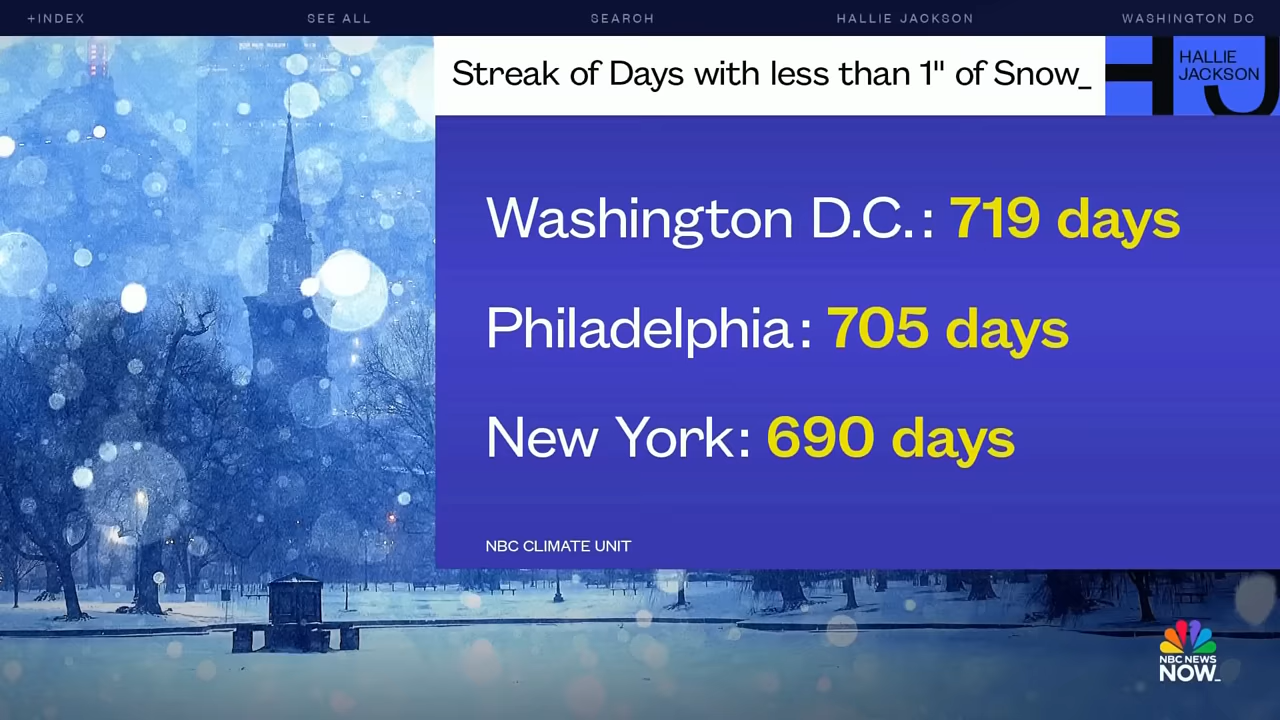 +INDEX
SEE ALL
SEARCH
HALLIE JACKSON
WASHINGTON DC
Streak of Days with less than 1" of Snow_
HJ
HALLIE
JACKSON
Washington D.C.: 719 days
Philadelphia: 705 days
New York: 690 days
NBC CLIMATE UNIT
NBC NEWS
NOW_